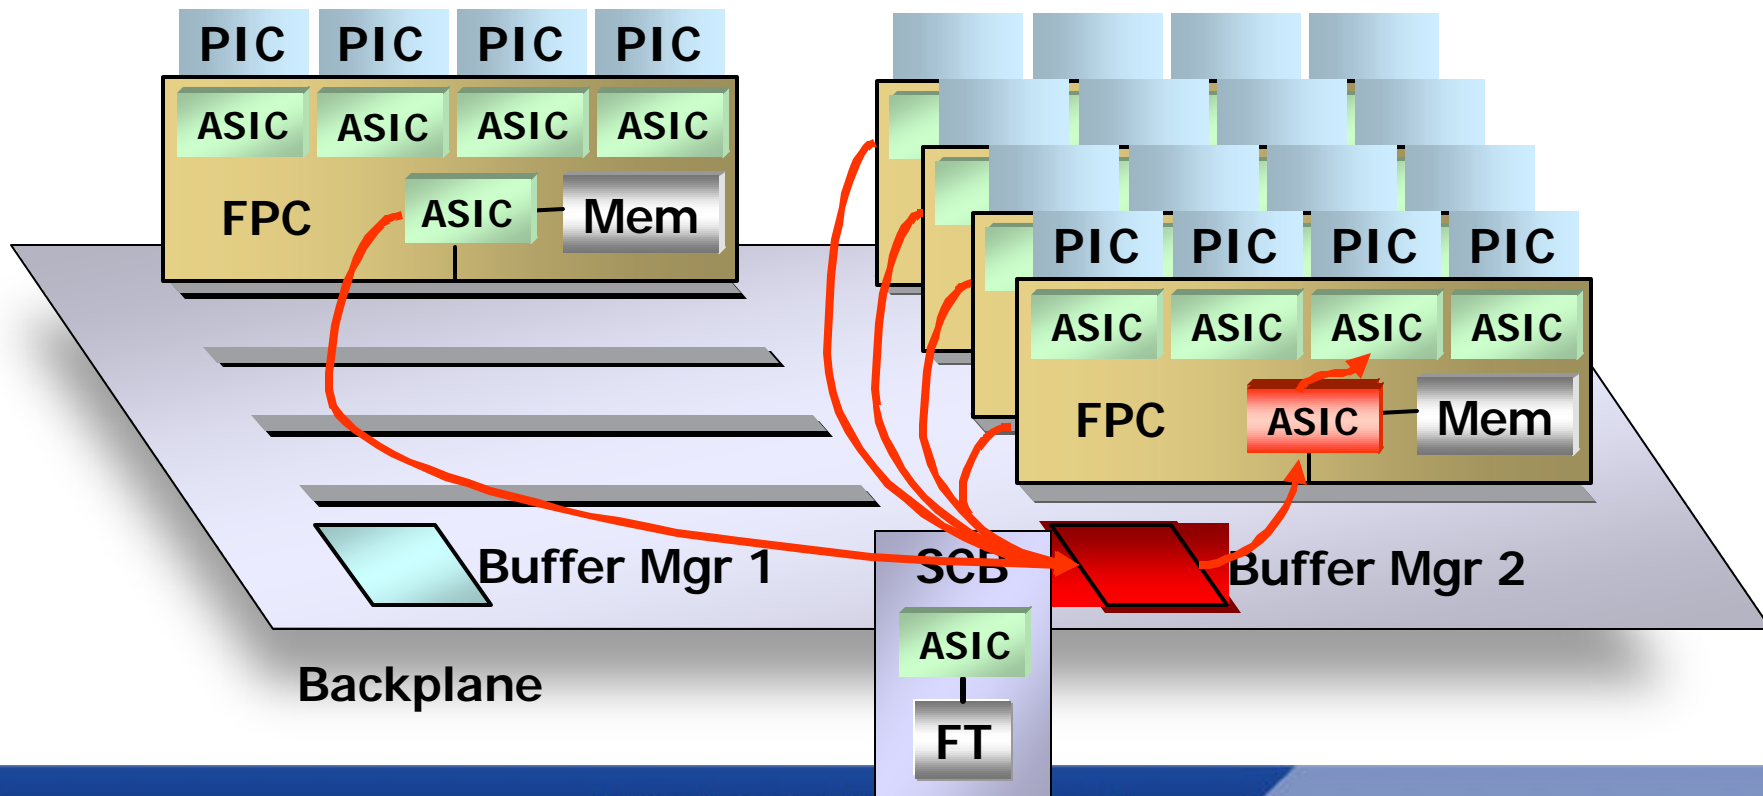 PIC PIC PIC PIC
ASIC ASIC ASIC ASIC
FPC ASIC Mem
PIC PIC PIC PIC
ASIC ASIC ASIC ASIC
FPC ASIC Mem
Buffer Mgr 1
SCB
Buffer Mgr 2
ASIC
FT
Backplane